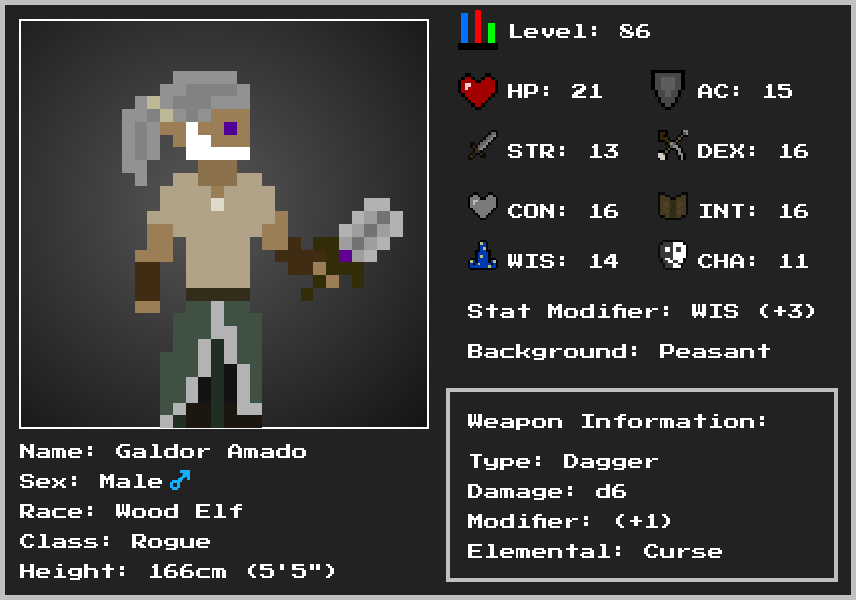 Level: 86
HP: 21 AC: 15
STR: 13 DEX: 16
CON: 16 INT: 16
WIS: 14 CHA: 11
Stat Modifier: WIS (+3)
Background: Peasant
Weapon Information:
Type: Dagger
Damage: d6
Modifier: (+1)
Elemental: Curse
Name: Galdor Amado
Sex: Male♂
Race: Wood Elf
Class: Rogue
Height: 166cm (5'5")